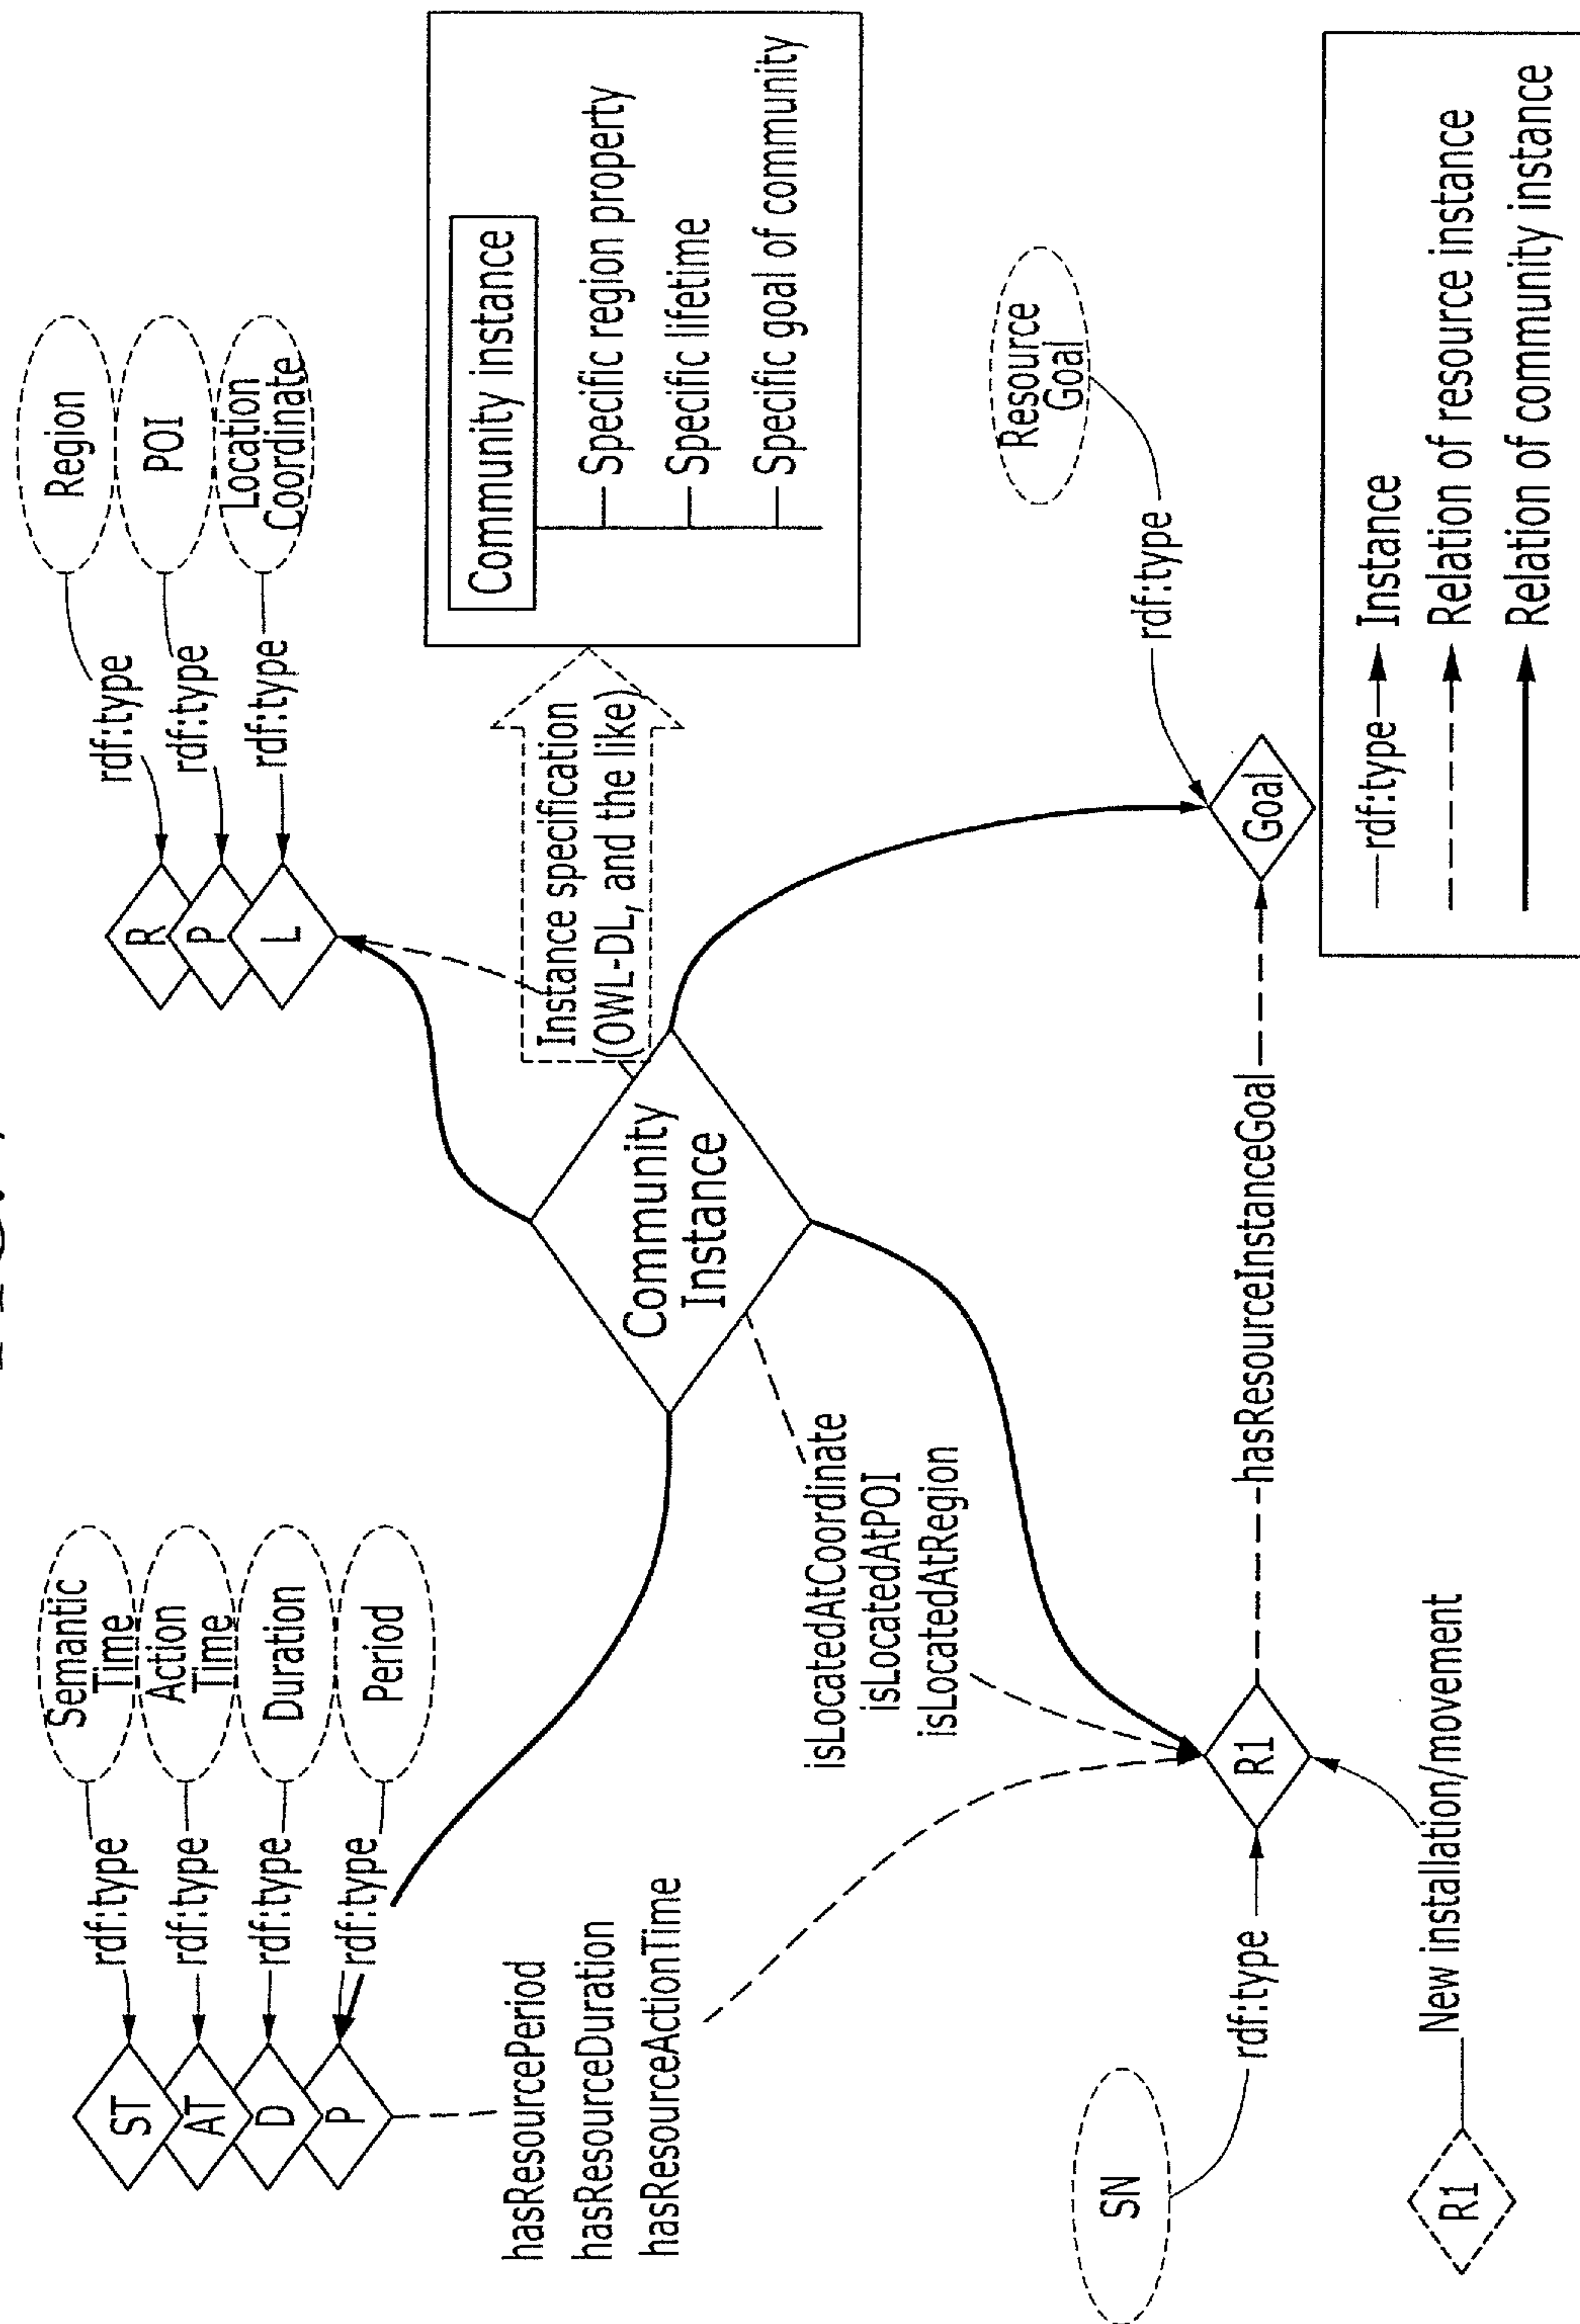 Semantic
Time
Action
Time
Duration
Period
rdf:type
rdf:type
rdf:type
rdf:type
ST
AT
D
P
Region
POI
Location
Coordinate
rdf:type
rdf:type
rdf:type
R
P
L
Community instance
Specific region property
Specific lifetime
Specific goal of community
Instance specification
(OWL-DL, and the like)
Community
Instance
hasResourcePeriod
hasResourceDuration
hasResourceActionTime
isLocatedAtCoordinate
isLocatedAtPOI
isLocatedAtRegion
Resource
Goal
rdf:type
SN
rdf:type
R1
hasResourceInstanceGoal
Goal
R1
New installation/movement
rdf:type
Instance
Relation of resource instance
Relation of community instance